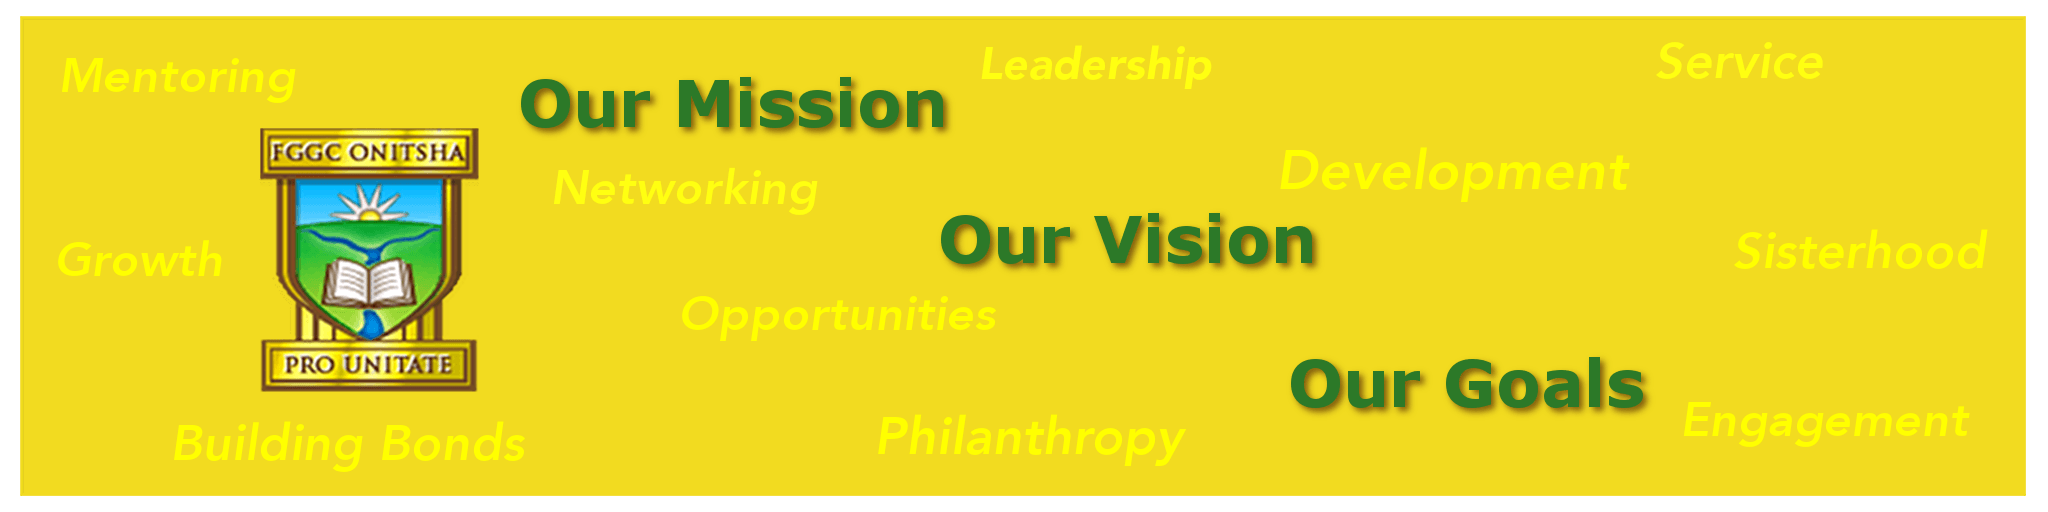 Mentoring
Leadership
Service
Our Mission
FGGC ONITSHA
Networking
Development
Growth
Our Vision
Sisterhood
Opportunities
PRO UNITATE
Our Goals
Building Bonds
Philanthropy
Engagement